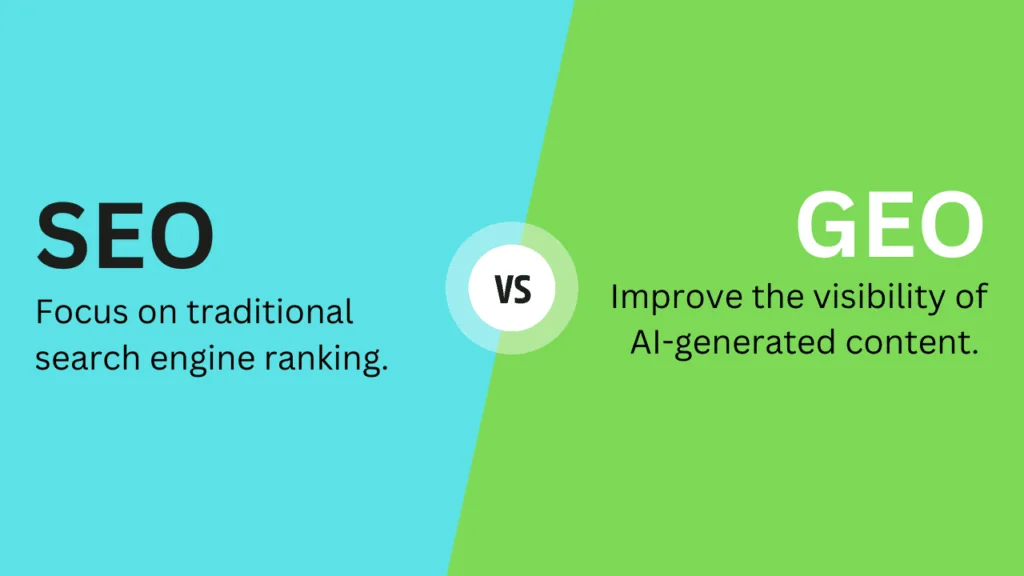 SEO
Focus on traditional
search engine ranking.
VS
GEO
Improve the visibility of
AI-generated content.